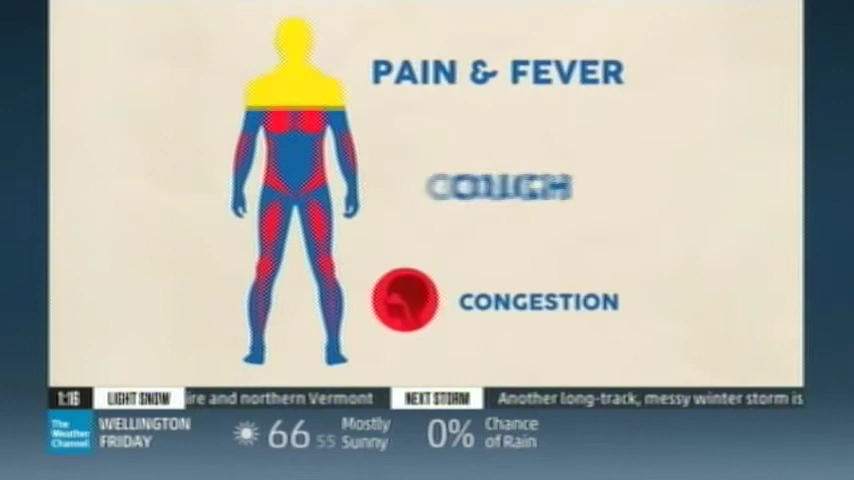 PAIN & FEVER
COUGH
CONGESTION
1:16 LIGHT SNOW ire and northern Vermont NEXT STORM Another long-track, messy winter storm is
The Weather Channel
WELLINGTON
FRIDAY
66 55 Mostly Sunny
0% Chance of Rain